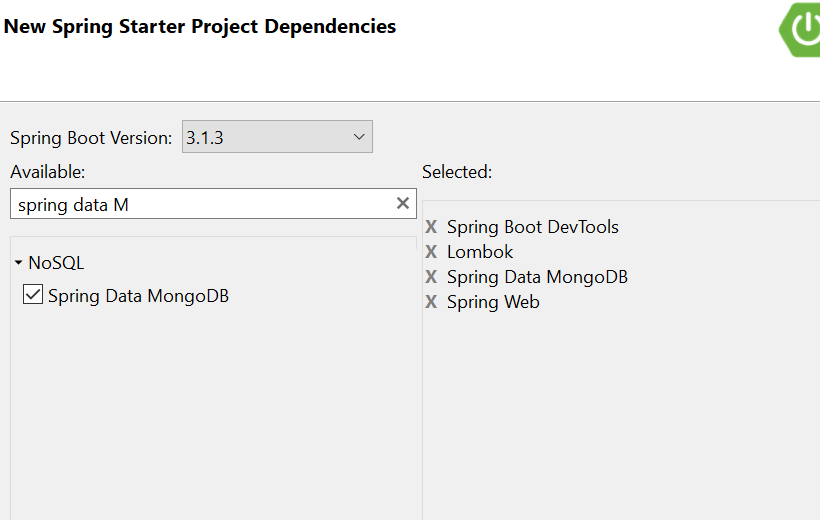 New Spring Starter Project Dependencies
Spring Boot Version: 3.1.3
Available:
Selected:
spring data M
NoSQL
Spring Data MongoDB
X Spring Boot DevTools
X Lombok
X Spring Data MongoDB
X Spring Web